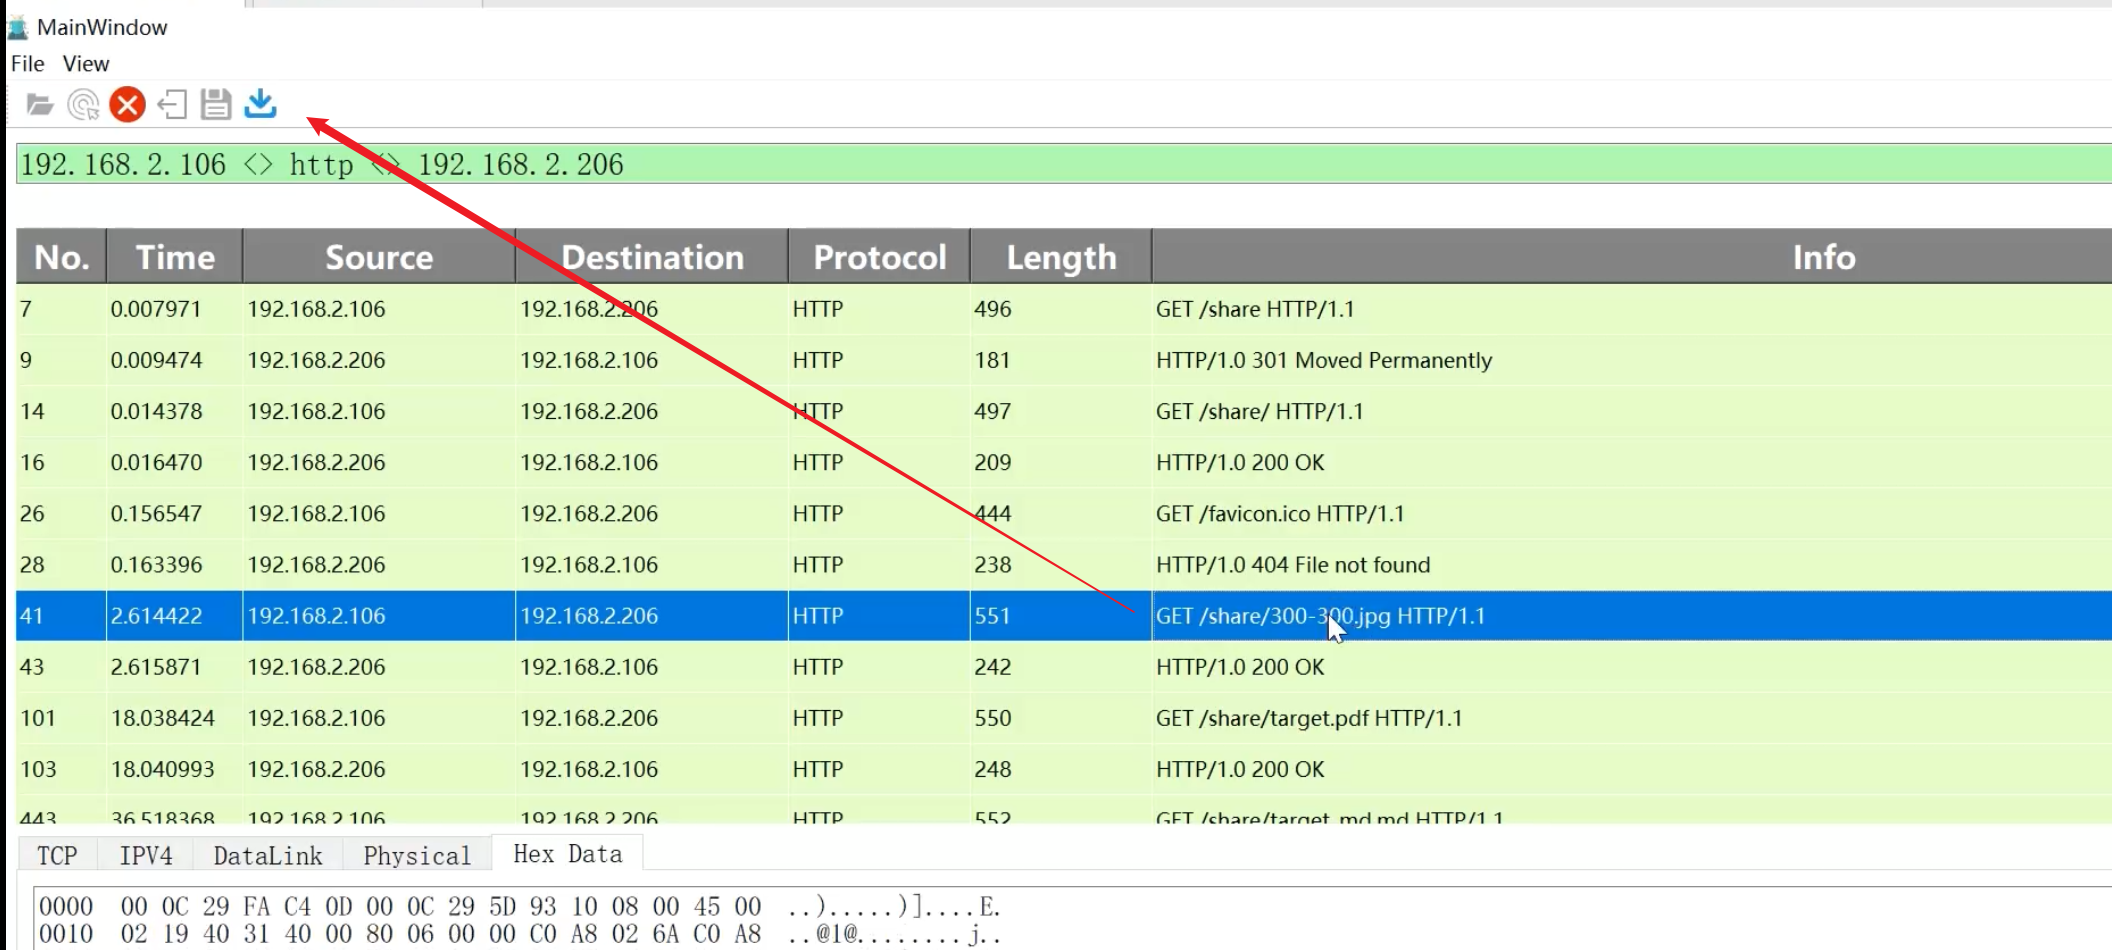 MainWindow
File View
192.168.2.106 <> http <> 192.168.2.206
No. Time Source Destination Protocol Length Info
7 0.007971 192.168.2.106 192.168.2.206 HTTP 496 GET /share HTTP/1.1
9 0.009474 192.168.2.206 192.168.2.106 HTTP 181 HTTP/1.0 301 Moved Permanently
14 0.014378 192.168.2.106 192.168.2.206 HTTP 497 GET /share/ HTTP/1.1
16 0.016470 192.168.2.206 192.168.2.106 HTTP 209 HTTP/1.0 200 OK
26 0.156547 192.168.2.106 192.168.2.206 HTTP 444 GET /favicon.ico HTTP/1.1
28 0.163396 192.168.2.206 192.168.2.106 HTTP 238 HTTP/1.0 404 File not found
41 2.614422 192.168.2.106 192.168.2.206 HTTP 551 GET /share/300-300.jpg HTTP/1.1
43 2.615871 192.168.2.206 192.168.2.106 HTTP 242 HTTP/1.0 200 OK
101 18.038424 192.168.2.106 192.168.2.206 HTTP 550 GET /share/target.pdf HTTP/1.1
103 18.040993 192.168.2.206 192.168.2.106 HTTP 248 HTTP/1.0 200 OK
443 36.518368 192.168.2.106 192.168.2.206 HTTP 552 GET /share/target_md.md HTTP/1.1
TCP IPV4 DataLink Physical Hex Data
0000 00 0C 29 FA C4 0D 00 0C 29 5D 93 10 08 00 45 00 ..).....)]....E.
0010 02 19 40 31 40 00 80 06 00 00 C0 A8 02 6A C0 A8 ..@1@........j..